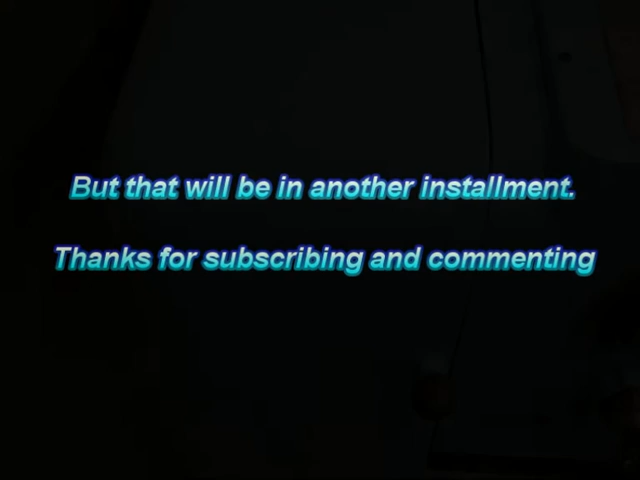 But that will be in another installment.
Thanks for subscribing and commenting